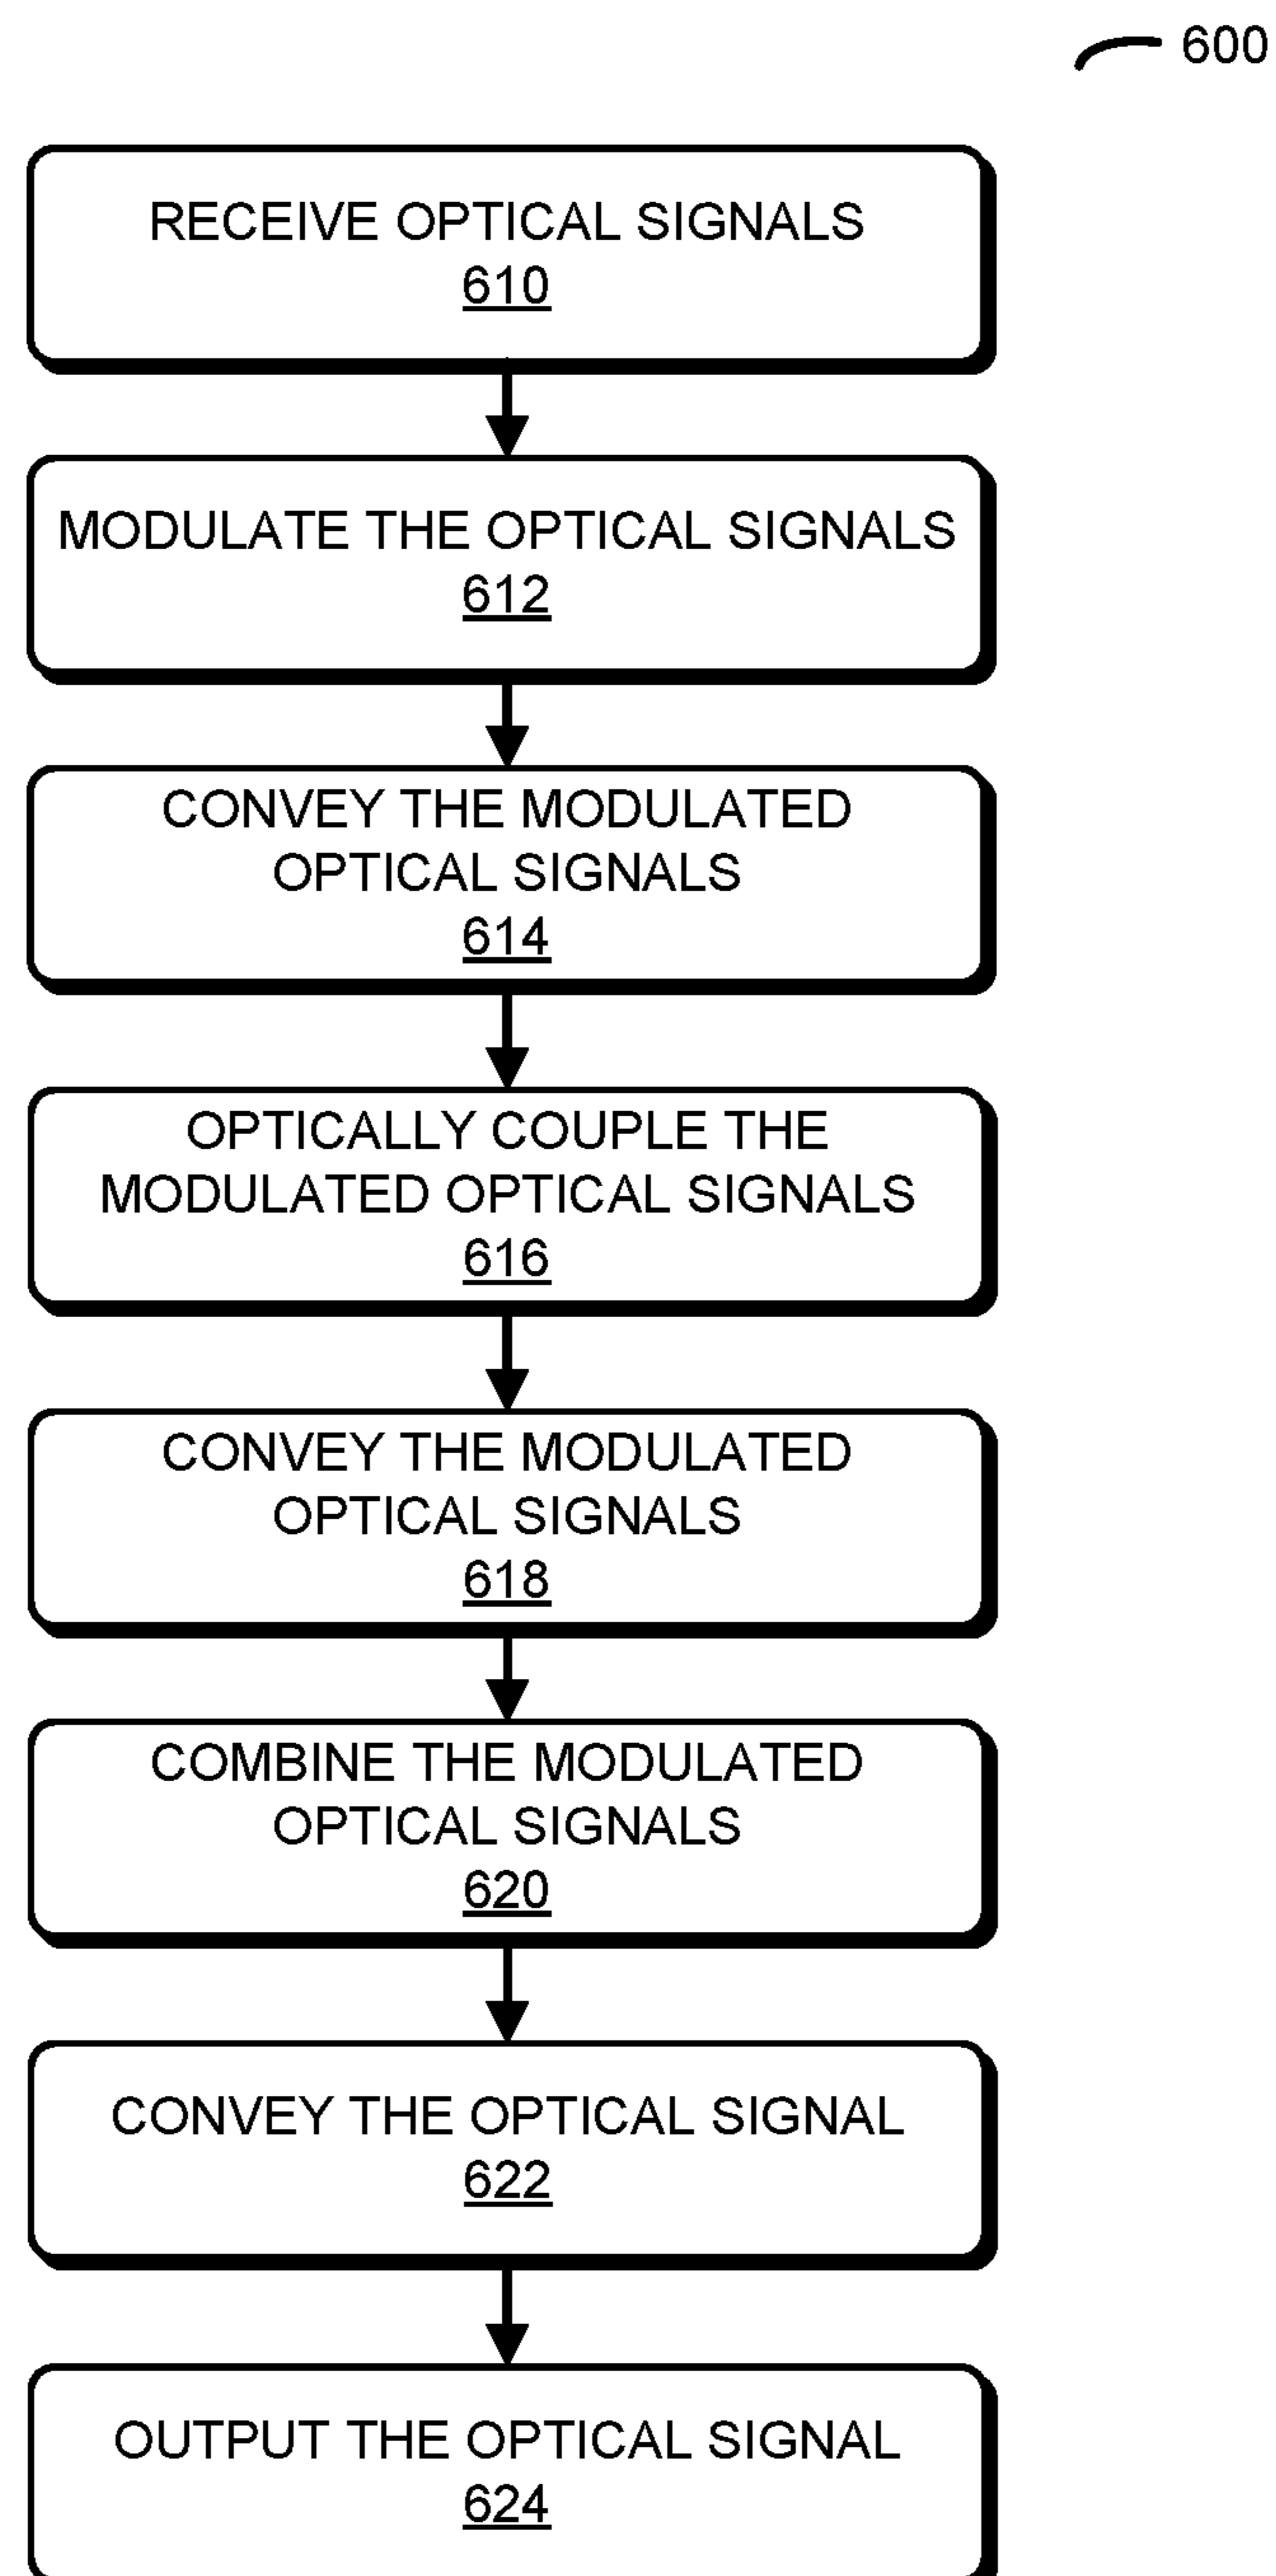 600
RECEIVE OPTICAL SIGNALS
610
MODULATE THE OPTICAL SIGNALS
612
CONVEY THE MODULATED
OPTICAL SIGNALS
614
OPTICALLY COUPLE THE
MODULATED OPTICAL SIGNALS
616
CONVEY THE MODULATED
OPTICAL SIGNALS
618
COMBINE THE MODULATED
OPTICAL SIGNALS
620
CONVEY THE OPTICAL SIGNAL
622
OUTPUT THE OPTICAL SIGNAL
624